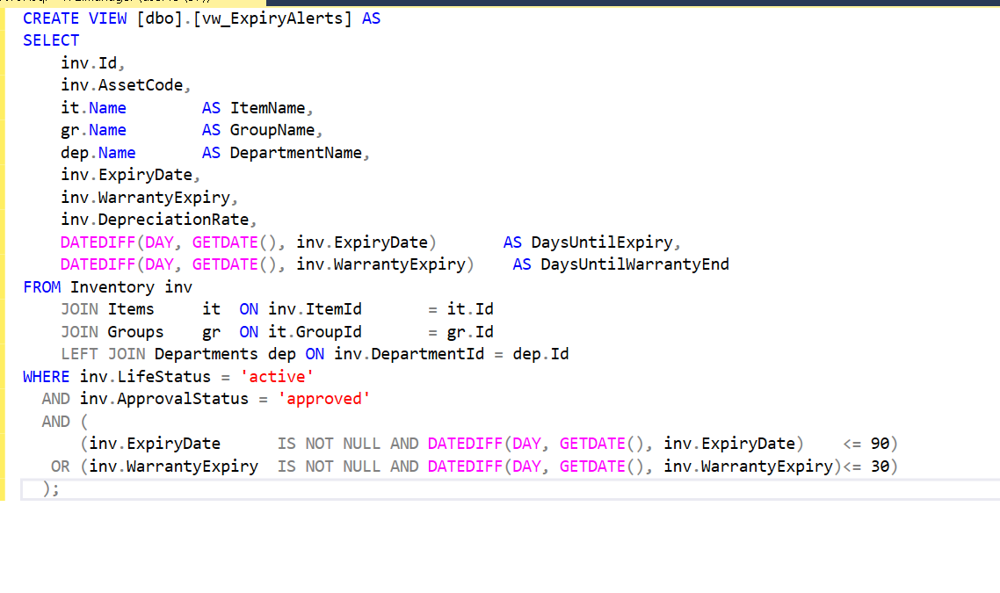 CREATE VIEW [dbo].[vw_ExpiryAlerts] AS
SELECT
    inv.Id,
    inv.AssetCode,
    it.Name        AS ItemName,
    gr.Name        AS GroupName,
    dep.Name       AS DepartmentName,
    inv.ExpiryDate,
    inv.WarrantyExpiry,
    inv.DepreciationRate,
    DATEDIFF(DAY, GETDATE(), inv.ExpiryDate)       AS DaysUntilExpiry,
    DATEDIFF(DAY, GETDATE(), inv.WarrantyExpiry)    AS DaysUntilWarrantyEnd
FROM Inventory inv
    JOIN Items     it  ON inv.ItemId       = it.Id
    JOIN Groups    gr  ON it.GroupId       = gr.Id
    LEFT JOIN Departments dep ON inv.DepartmentId = dep.Id
WHERE inv.LifeStatus = 'active'
  AND inv.ApprovalStatus = 'approved'
  AND (
      (inv.ExpiryDate      IS NOT NULL AND DATEDIFF(DAY, GETDATE(), inv.ExpiryDate)    <= 90)
   OR (inv.WarrantyExpiry  IS NOT NULL AND DATEDIFF(DAY, GETDATE(), inv.WarrantyExpiry)<= 30)
  );